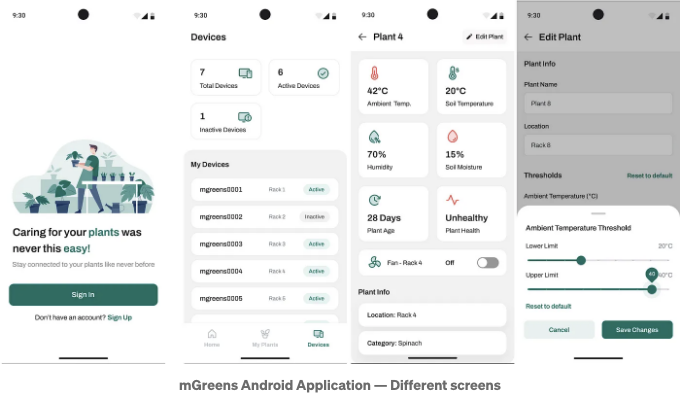 9:30
Caring for your plants was
never this easy!
Stay connected to your plants like never before
Sign In
Don't have an account? Sign Up
9:30
Devices
7
Total Devices
6
Active Devices
1
Inactive Devices
My Devices
mgreens0001 Rack 1 Active
mgreens0002 Rack 2 Inactive
mgreens0003 Rack 3 Active
mgreens0004 Rack 4 Active
mgreens0005 Rack 5 Active
Home My Plants Devices
9:30
Plant 4 Edit Plant
42°C
Ambient Temp.
20°C
Soil Temperature
70%
Humidity
15%
Soil Moisture
28 Days
Plant Age
Unhealthy
Plant Health
Fan - Rack 4 Off
Plant Info
Location: Rack 4
Category: Spinach
9:30
Edit Plant
Plant Info
Plant Name
Plant 8
Location
Rack 8
Thresholds Reset to default
Ambient Temperature (°C)
Ambient Temperature Threshold
Lower Limit 20°C
Upper Limit 40 40°C
Reset to default
Cancel Save Changes
mGreens Android Application — Different screens